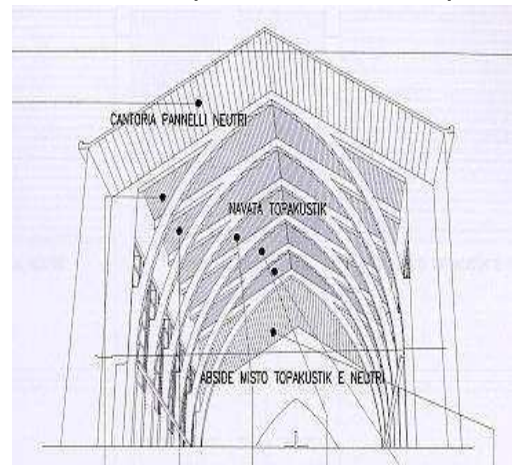 CANTORIA PANNELLI NEUTRI
NAVATA TOPAKUSTIK
ABSIDE MISTO TOPAKUSTIK E NEUTRI